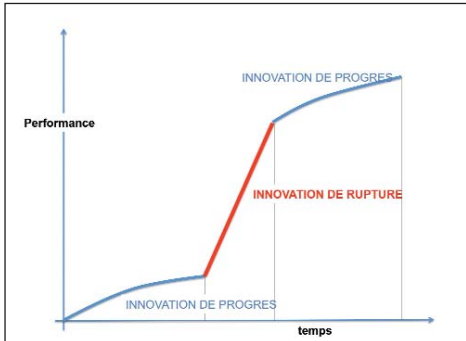 INNOVATION DE PROGRES
Performance
INNOVATION DE RUPTURE
INNOVATION DE PROGRES
temps